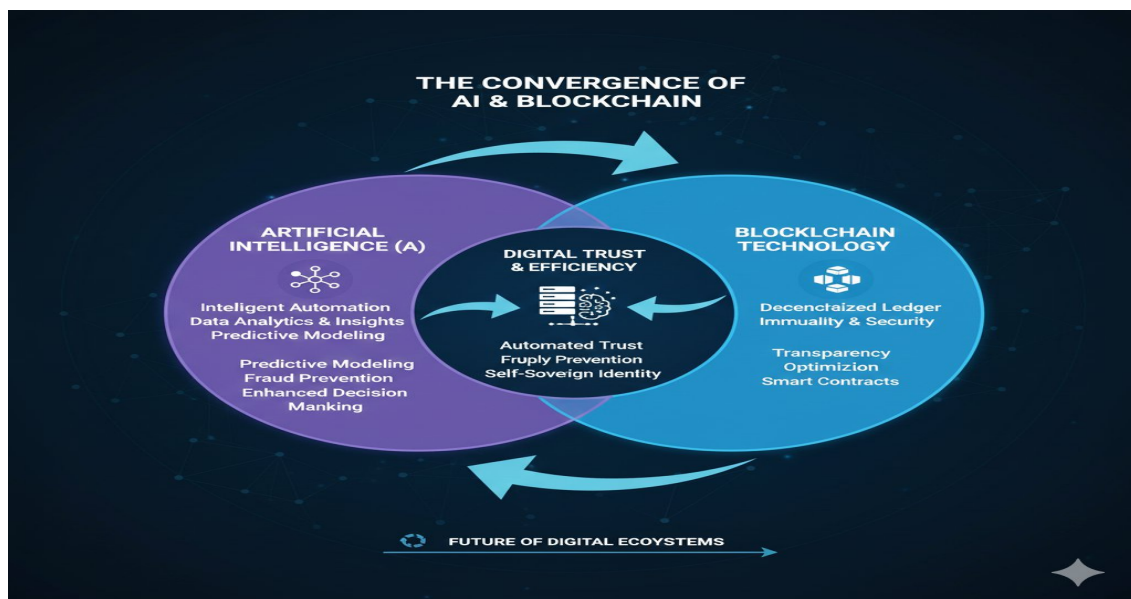 THE CONVERGENCE OF
AI & BLOCKCHAIN
ARTIFICIAL
INTELLIGENCE (A)
Inteligent Automation
Data Analytics & Insights
Predictive Modeling
Predictive Modeling
Fraud Prevention
Enhanced Decision
Manking
DIGITAL TRUST
& EFFICIENCY
Automated Trust
Fruply Prevention
Self-Soveign Identity
BLOCKLCHAIN
TECHNOLOGY
Decenctaized Ledger
Immuality & Security
Transparency
Optimizion
Smart Contracts
FUTURE OF DIGITAL ECOYSTEMS